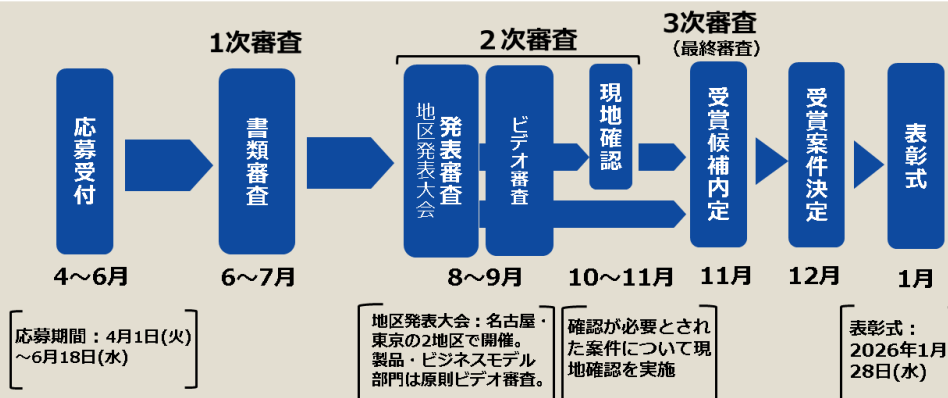 1次審査
2次審査
3次審査
（最終審査）
応募受付
書類審査
発表審査
地区発表大会
ビデオ審査
現地確認
受賞候補内定
受賞案件決定
表彰式
4～6月
6～7月
8～9月
10～11月
11月
12月
1月
応募期間：4月1日(火)
～6月18日(水)
地区発表大会：名古屋・
東京の2地区で開催。
製品・ビジネスモデル
部門は原則ビデオ審査。
確認が必要とされ
た案件について現
地確認を実施
表彰式：
2026年1月
28日(水)